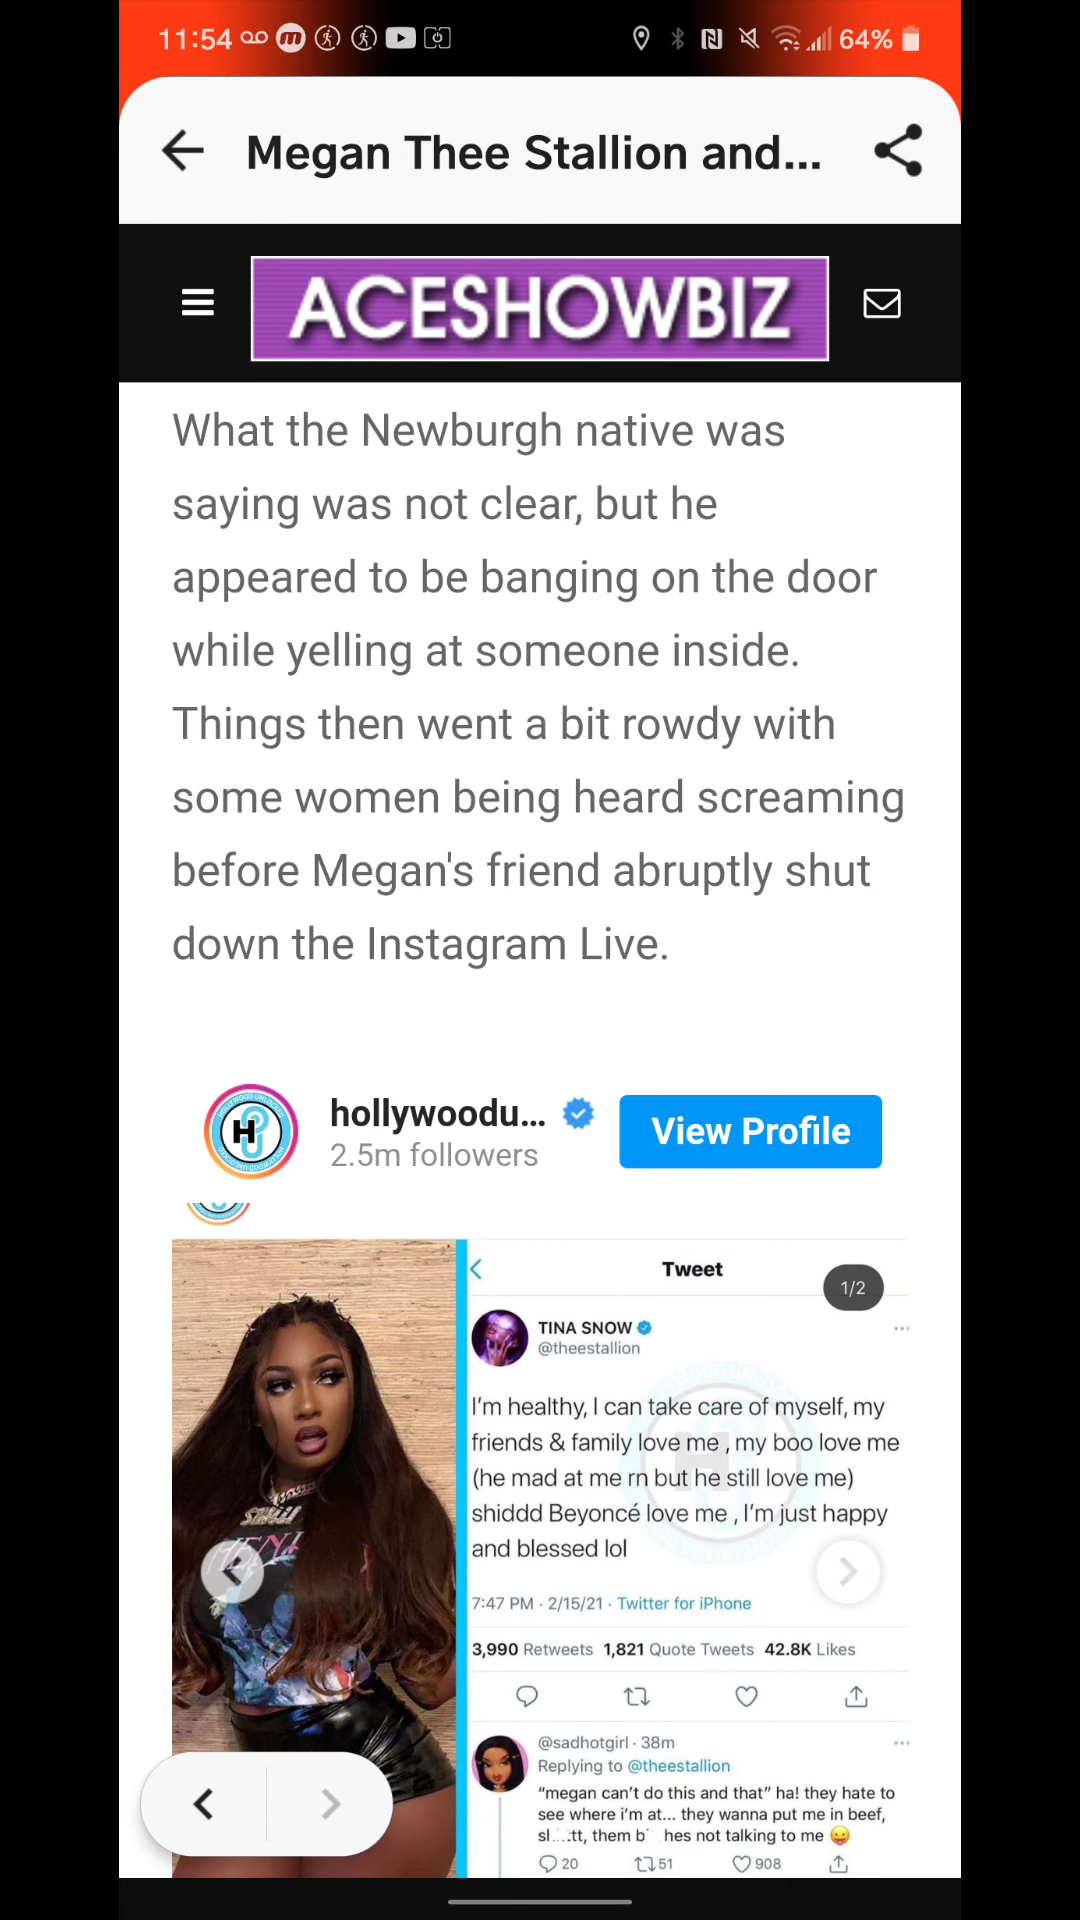 11:54
64%
Megan Thee Stallion and...
ACESHOWBIZ
What the Newburgh native was
saying was not clear, but he
appeared to be banging on the door
while yelling at someone inside.
Things then went a bit rowdy with
some women being heard screaming
before Megan's friend abruptly shut
down the Instagram Live.
hollywoodu...
2.5m followers
View Profile
Tweet
1/2
TINA SNOW
@theestallion
I'm healthy, I can take care of myself, my
friends & family love me , my boo love me
(he mad at me rn but he still love me)
shiddd Beyoncé love me , I'm just happy
and blessed lol
7:47 PM · 2/15/21 · Twitter for iPhone
3,990 Retweets 1,821 Quote Tweets 42.8K Likes
@sadhotgirl · 38m
Replying to @theestallion
"megan can't do this and that" ha! they hate to
see where i'm at... they wanna put me in beef,
them not talking to me 😛
20 51 908